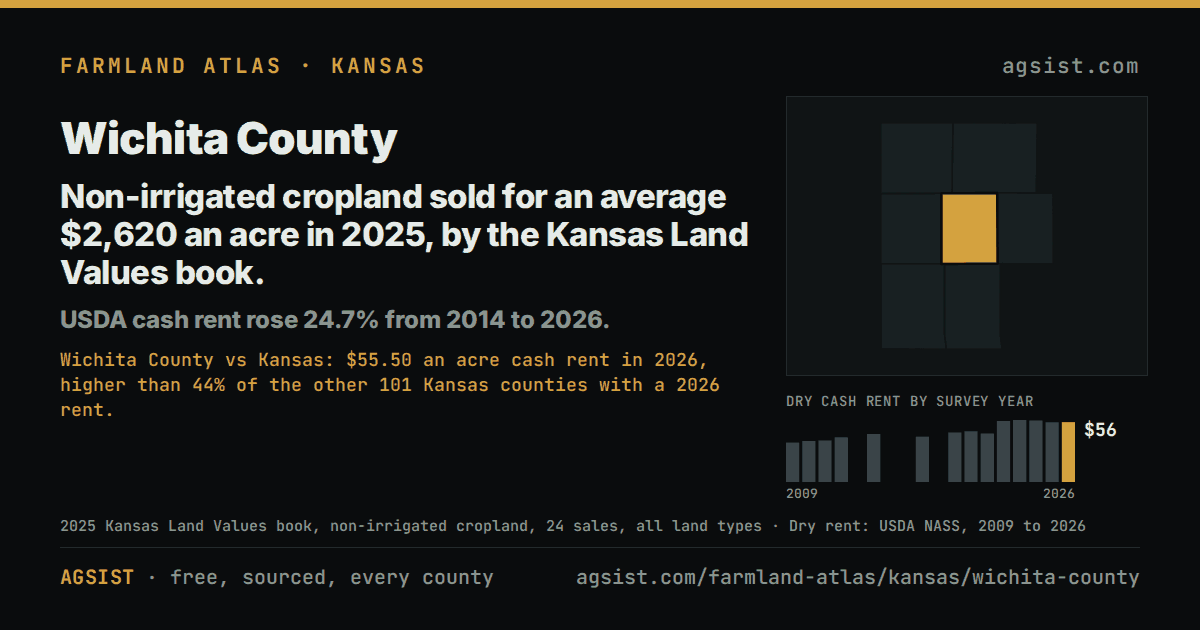 FARMLAND ATLAS · KANSAS
agsist.com
Wichita County
Non-irrigated cropland sold for an average
$2,620 an acre in 2025, by the Kansas Land
Values book.
USDA cash rent rose 24.7% from 2014 to 2026.
Wichita County vs Kansas: $55.50 an acre cash rent in 2026,
higher than 44% of the other 101 Kansas counties with a 2026
rent.
DRY CASH RENT BY SURVEY YEAR
$56
2009
2026
2025 Kansas Land Values book, non-irrigated cropland, 24 sales, all land types · Dry rent: USDA NASS, 2009 to 2026
AGSIST · free, sourced, every county
agsist.com/farmland-atlas/kansas/wichita-county